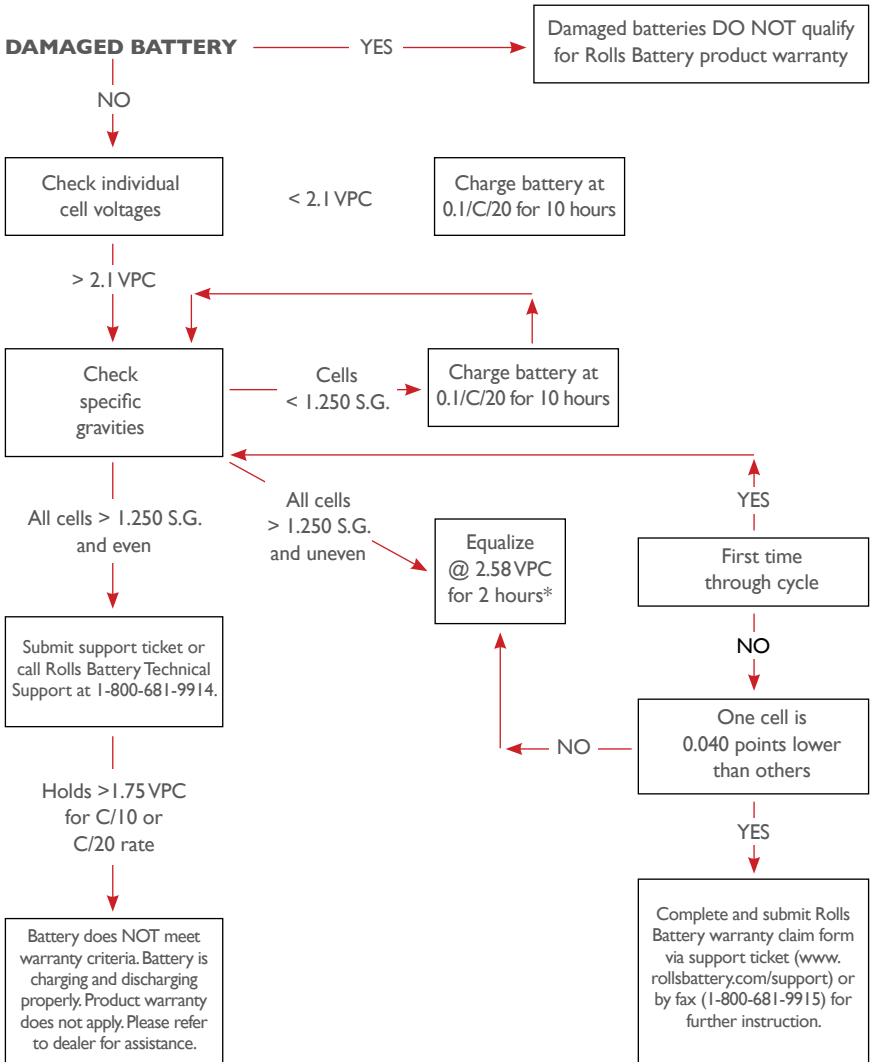 DAMAGED BATTERY
YES
Damaged batteries DO NOT qualify
for Rolls Battery product warranty
NO
Check individual
cell voltages
< 2.1 VPC
Charge battery at
0.1/C/20 for 10 hours
> 2.1 VPC
Check
specific
gravities
Cells
< 1.250 S.G.
Charge battery at
0.1/C/20 for 10 hours
All cells > 1.250 S.G.
and even
All cells
> 1.250 S.G.
and uneven
Equalize
@ 2.58 VPC
for 2 hours*
YES
First time
through cycle
NO
Submit support ticket or
call Rolls Battery Technical
Support at 1-800-681-9914.
One cell is
0.040 points lower
than others
NO
Holds >1.75 VPC
for C/10 or
C/20 rate
YES
Battery does NOT meet
warranty criteria. Battery is
charging and discharging
properly. Product warranty
does not apply. Please refer
to dealer for assistance.
Complete and submit Rolls
Battery warranty claim form
via support ticket (www.
rollsbattery.com/support) or
by fax (1-800-681-9915) for
further instruction.